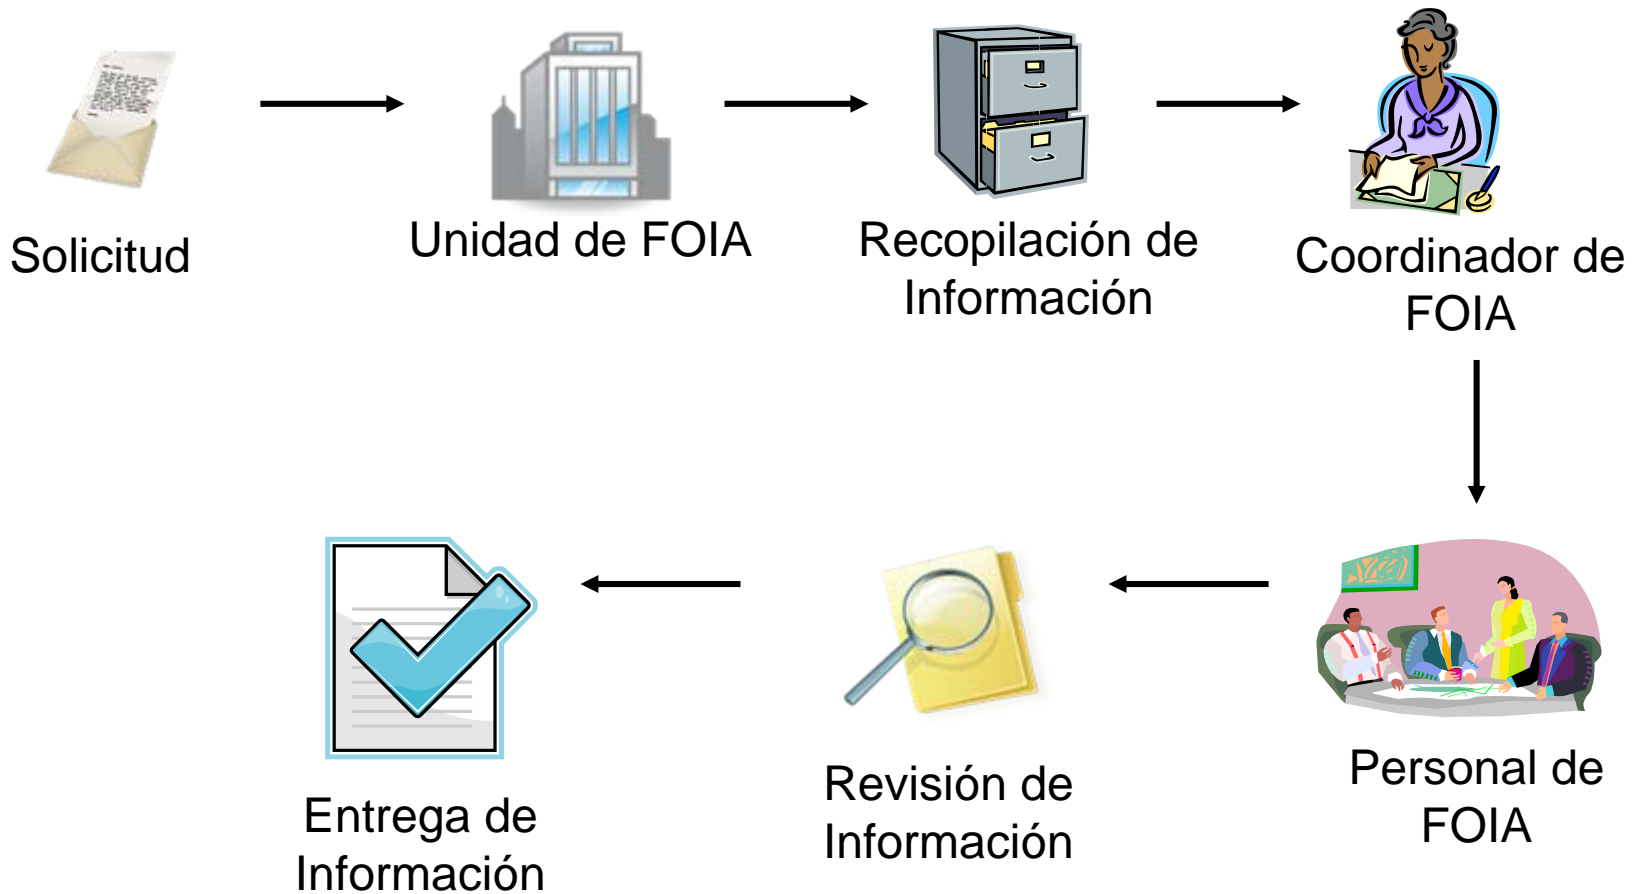 Solicitud
Unidad de FOIA
Recopilación de
Información
Coordinador de
FOIA
Personal de
FOIA
Revisión de
Información
Entrega de
Información